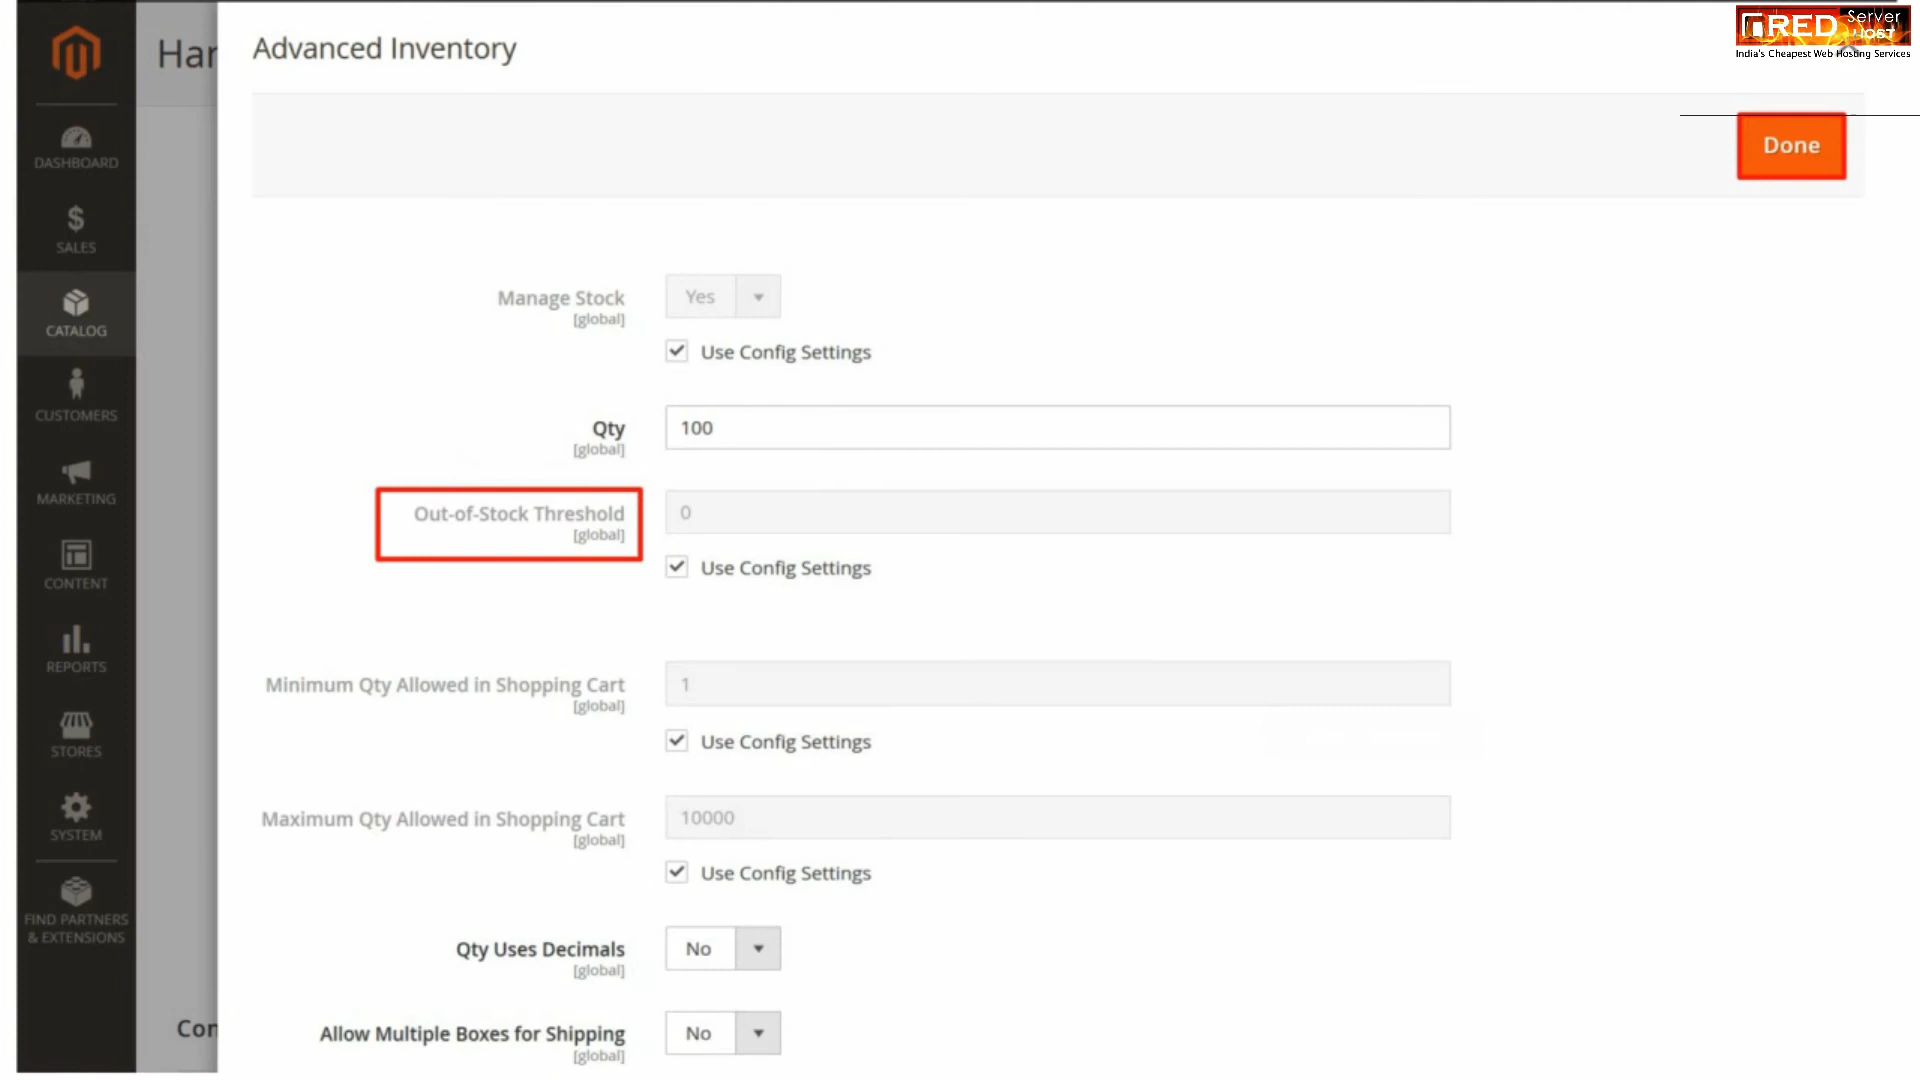 Har
Advanced Inventory
RED Server HOST
India's Cheapest Web Hosting Services
Done
DASHBOARD
SALES
CATALOG
CUSTOMERS
MARKETING
CONTENT
REPORTS
STORES
SYSTEM
FIND PARTNERS
& EXTENSIONS
Manage Stock
[global]
Yes
Use Config Settings
Qty
[global]
100
Out-of-Stock Threshold
[global]
0
Use Config Settings
Minimum Qty Allowed in Shopping Cart
[global]
1
Use Config Settings
Maximum Qty Allowed in Shopping Cart
[global]
10000
Use Config Settings
Qty Uses Decimals
[global]
No
Con
Allow Multiple Boxes for Shipping
[global]
No